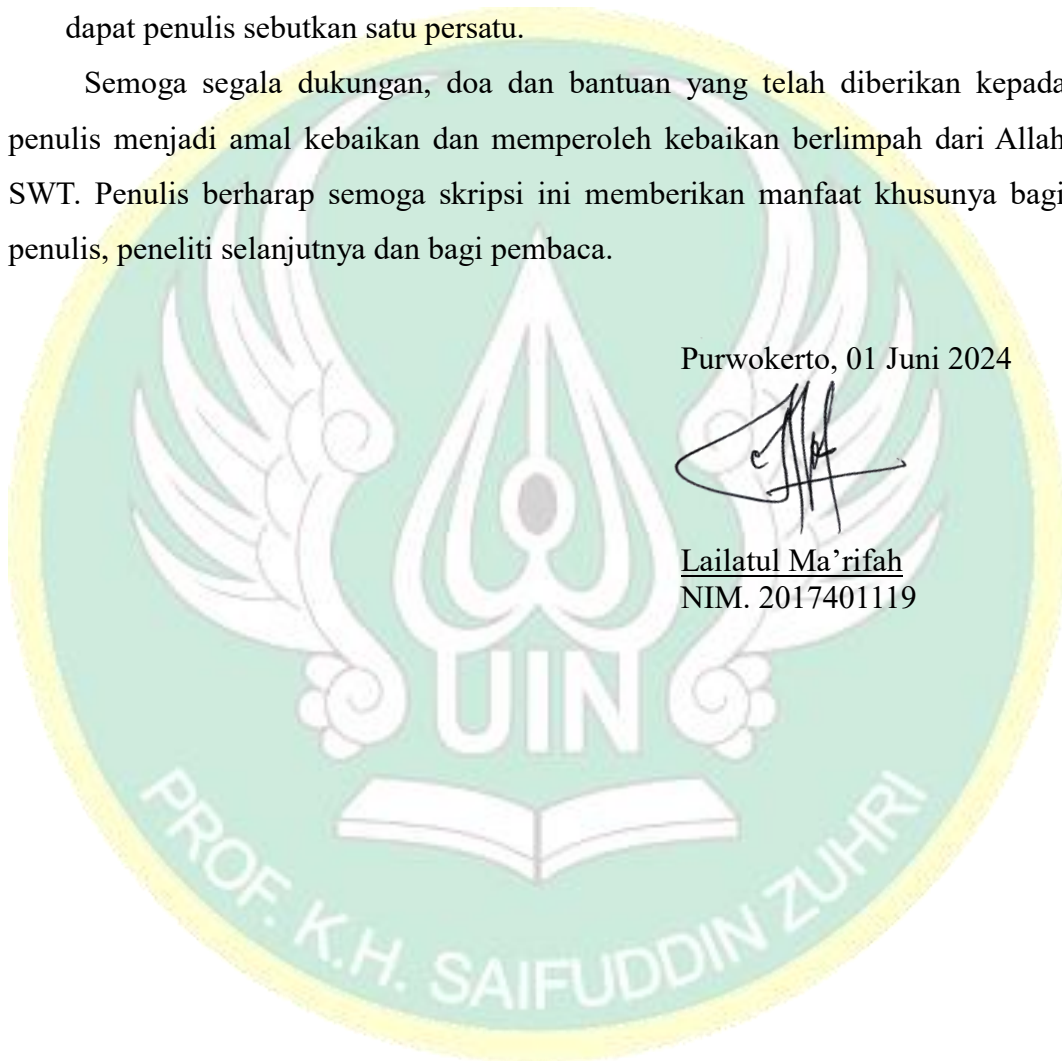 dapat penulis sebutkan satu persatu.
Semoga segala dukungan, doa dan bantuan yang telah diberikan kepada
penulis menjadi amal kebaikan dan memperoleh kebaikan berlimpah dari Allah
SWT. Penulis berharap semoga skripsi ini memberikan manfaat khusunya bagi
penulis, peneliti selanjutnya dan bagi pembaca.
Purwokerto, 01 Juni 2024
Lailatul Ma’rifah
NIM. 2017401119
UIN
PROF. K.H. SAIFUDDIN ZUHRI